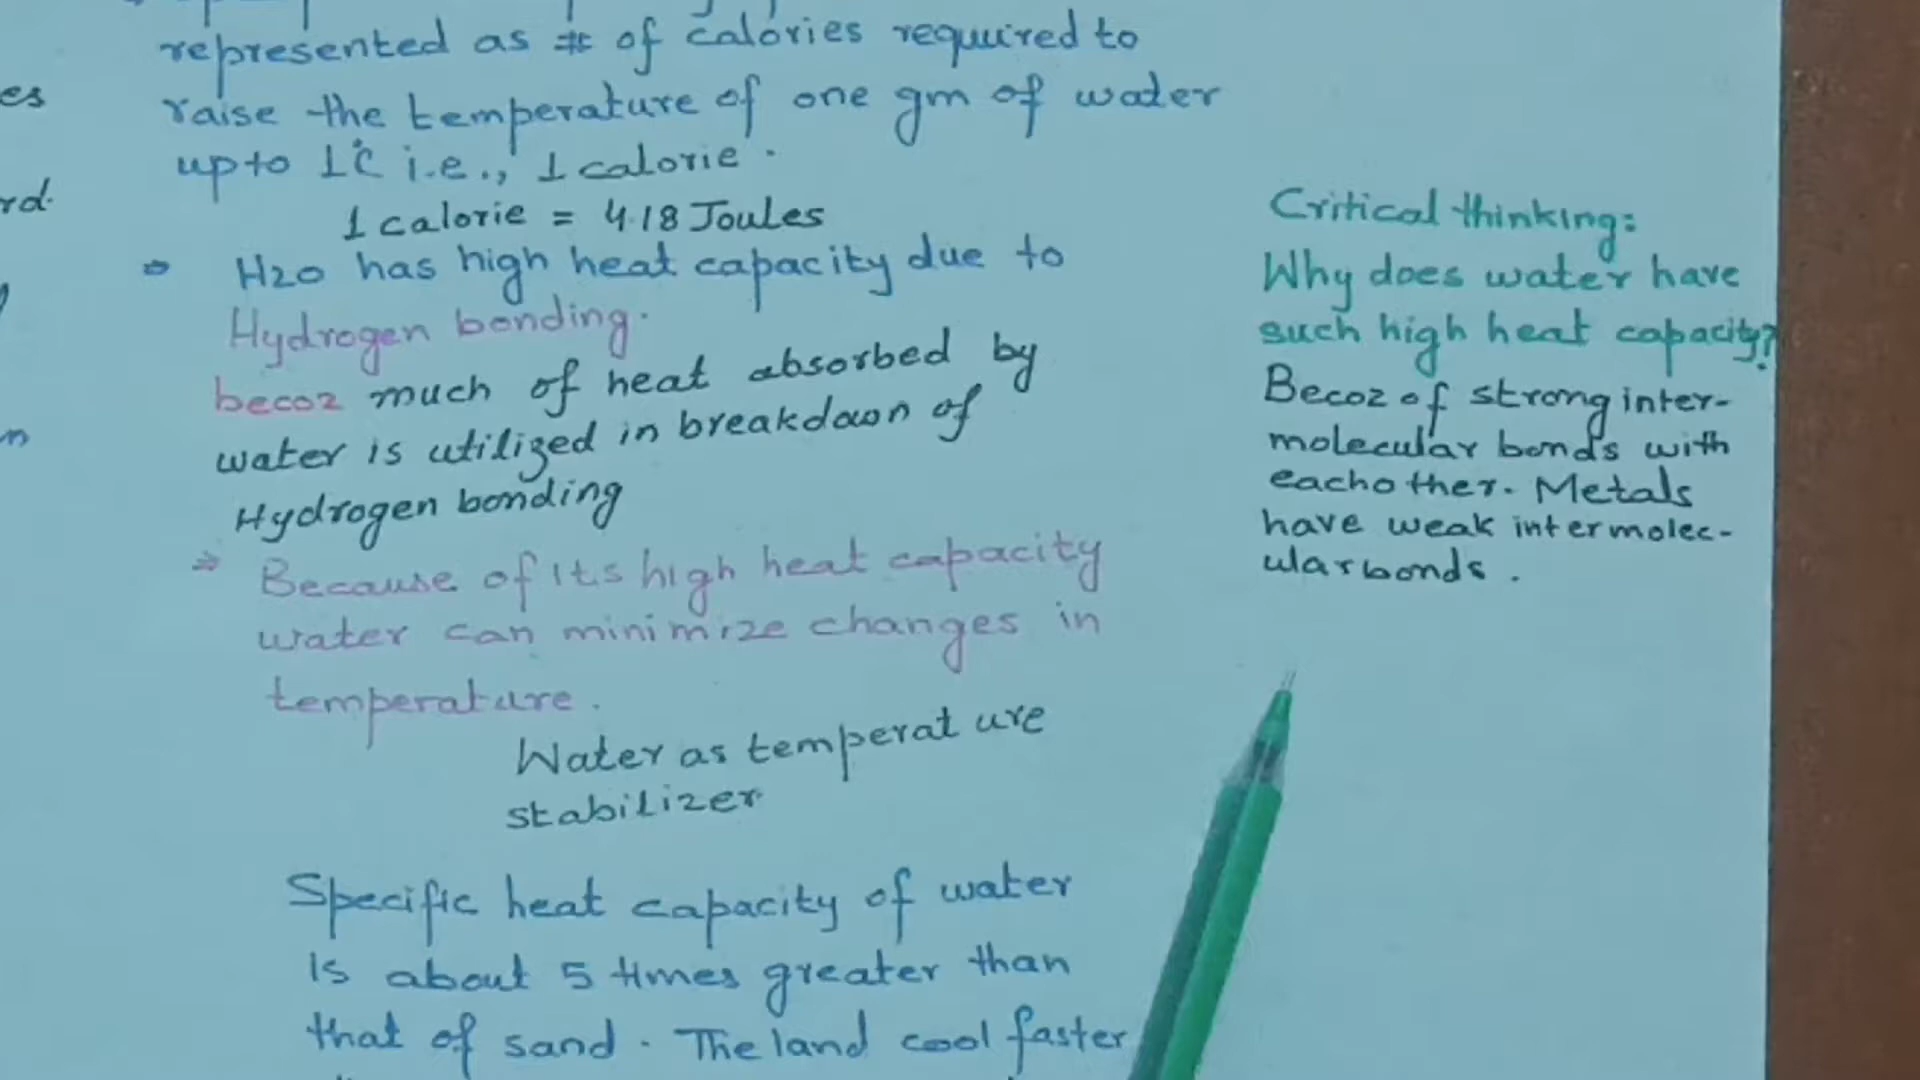 represented as # of calories required to
raise the temperature of one gm of water
upto 1°C i.e., 1 calorie.
1 calorie = 4.18 Joules
⇒ H2O has high heat capacity due to
Hydrogen bonding.
becoz much of heat absorbed by
water is utilized in breakdown of
Hydrogen bonding
⇒ Because of its high heat capacity
water can minimize changes in
temperature.
Water as temperature
stabilizer
Specific heat capacity of water
is about 5 times greater than
that of sand. The land cool faster
es
rd.
n
Critical thinking:
Why does water have
such high heat capacity?
Becoz of strong inter-
molecular bonds with
eachother. Metals
have weak intermolec-
ular bonds.